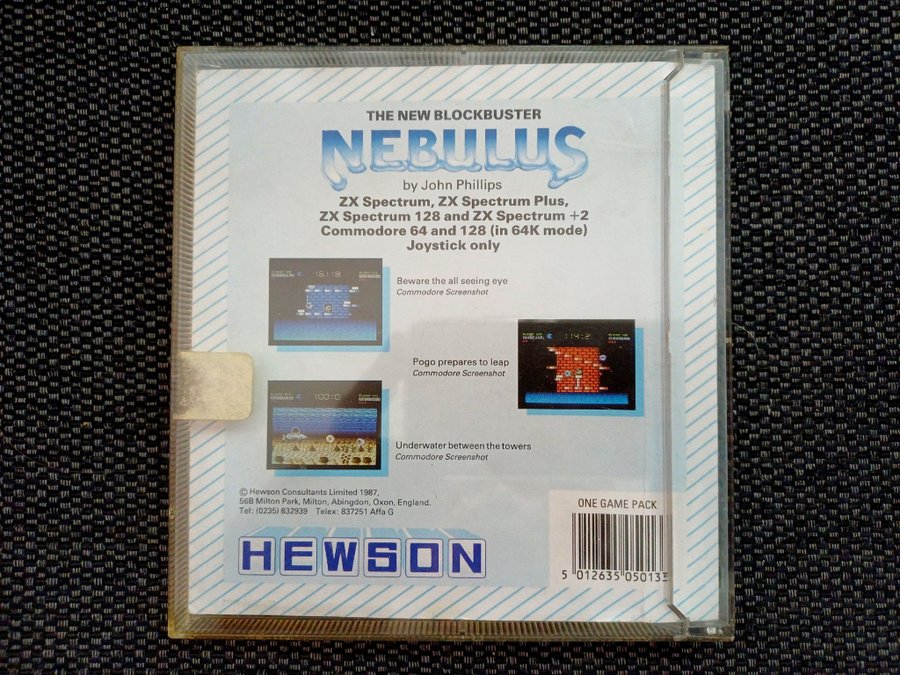 THE NEW BLOCKBUSTER
NEBULUS
by John Phillips
ZX Spectrum, ZX Spectrum Plus,
ZX Spectrum 128 and ZX Spectrum +2
Commodore 64 and 128 (in 64K mode)
Joystick only
Beware the all seeing eye
Commodore Screenshot
Pogo prepares to leap
Commodore Screenshot
Underwater between the towers
Commodore Screenshot
© Hewson Consultants Limited 1987,
56B Milton Park, Milton, Abingdon, Oxon, England.
Tel: (0235) 832939 Telex: 837251 Affa G
HEWSON
ONE GAME PACK
5 012635 05013